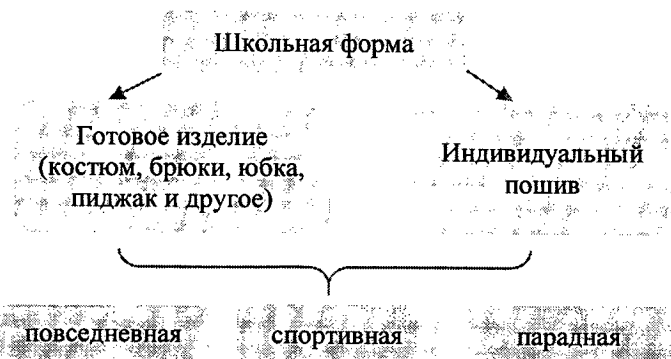 Школьная форма
Готовое изделие
(костюм, брюки, юбка,
пиджак и другое)
Индивидуальный
пошив
повседневная
спортивная
парадная